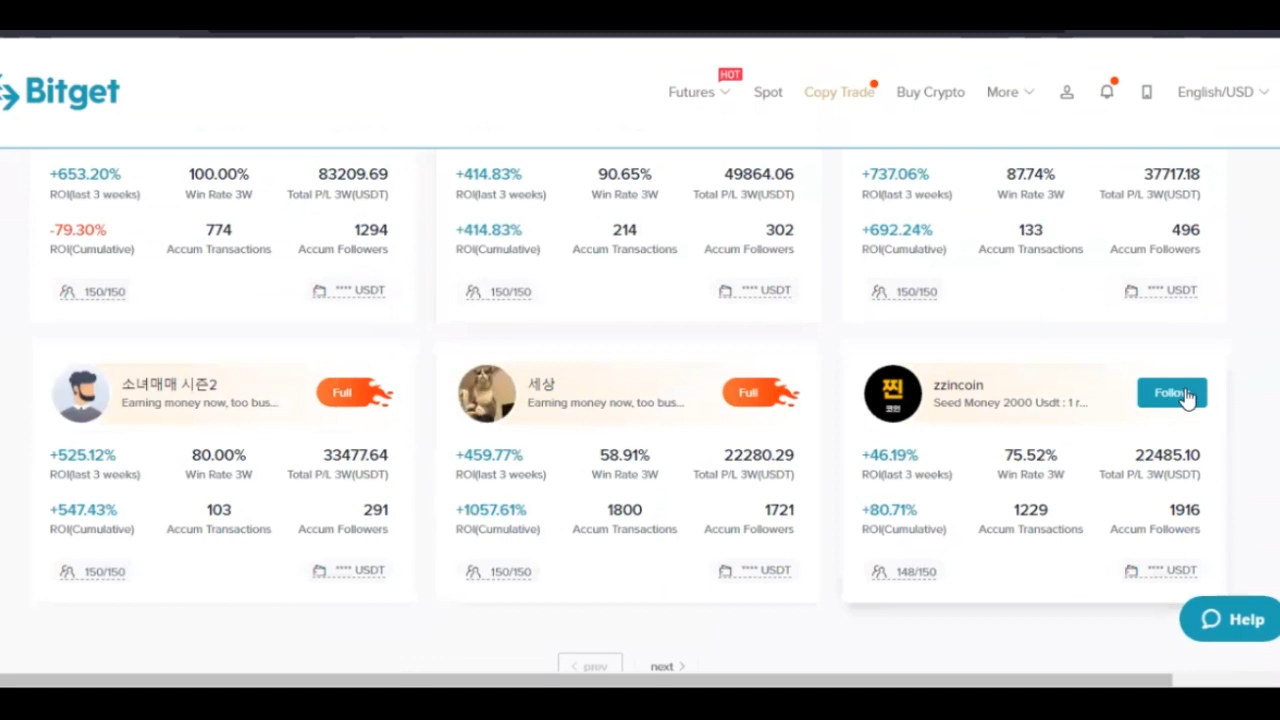 Bitget
HOT
Futures Spot Copy Trade Buy Crypto More English/USD
+653.20% 100.00% 83209.69
ROI(last 3 weeks) Win Rate 3W Total P/L 3W(USDT)
-79.30% 774 1294
ROI(Cumulative) Accum Transactions Accum Followers
150/150 **** USDT
+414.83% 90.65% 49864.06
ROI(last 3 weeks) Win Rate 3W Total P/L 3W(USDT)
+414.83% 214 302
ROI(Cumulative) Accum Transactions Accum Followers
150/150 **** USDT
+737.06% 87.74% 37717.18
ROI(last 3 weeks) Win Rate 3W Total P/L 3W(USDT)
+692.24% 133 496
ROI(Cumulative) Accum Transactions Accum Followers
150/150 **** USDT
소녀매매 시즌2
Earning money now, too bus...
Full
+525.12% 80.00% 33477.64
ROI(last 3 weeks) Win Rate 3W Total P/L 3W(USDT)
+547.43% 103 291
ROI(Cumulative) Accum Transactions Accum Followers
150/150 **** USDT
세상
Earning money now, too bus...
Full
+459.77% 58.91% 22280.29
ROI(last 3 weeks) Win Rate 3W Total P/L 3W(USDT)
+1057.61% 1800 1721
ROI(Cumulative) Accum Transactions Accum Followers
150/150 **** USDT
찐
코인
zzincoin
Seed Money 2000 Usdt : 1 r...
Follow
+46.19% 75.52% 22485.10
ROI(last 3 weeks) Win Rate 3W Total P/L 3W(USDT)
+80.71% 1229 1916
ROI(Cumulative) Accum Transactions Accum Followers
148/150 **** USDT
Help
< prev next >